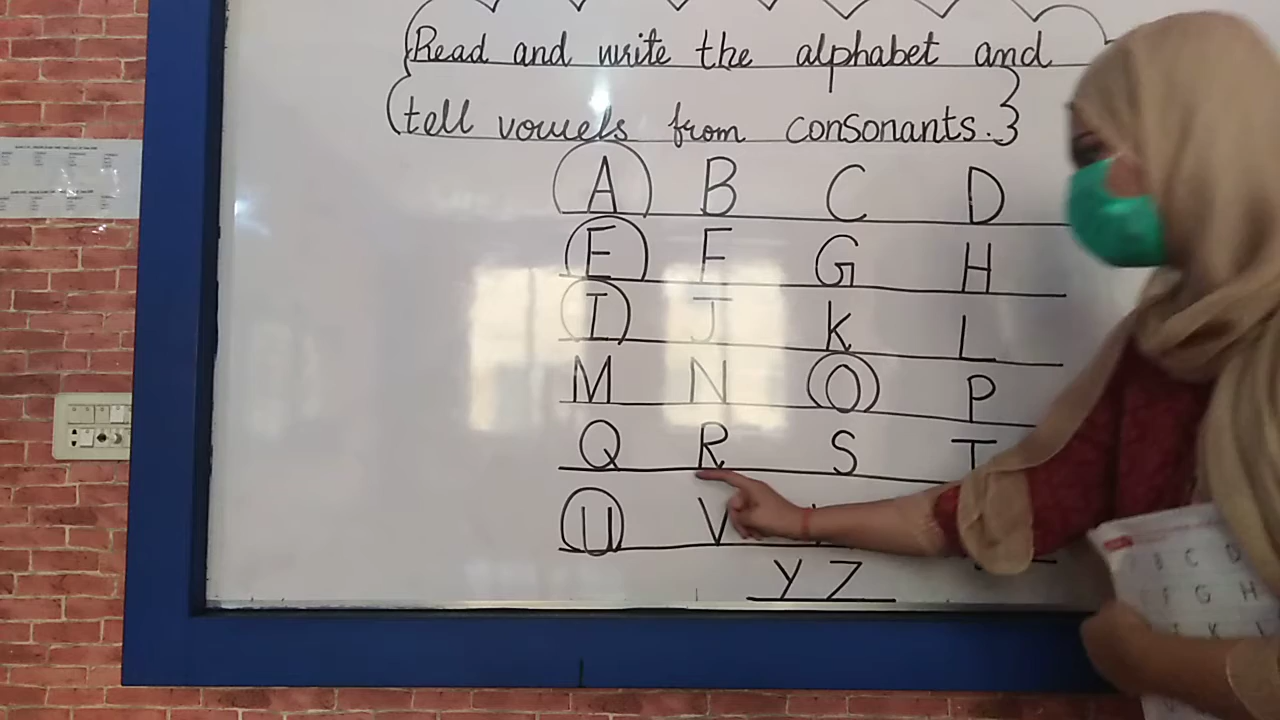 Read and write the alphabet and
tell vowels from consonants.
A B C D
E F G H
I J K L
M N O P
Q R S T
U V
Y Z
B C D
F G H
K